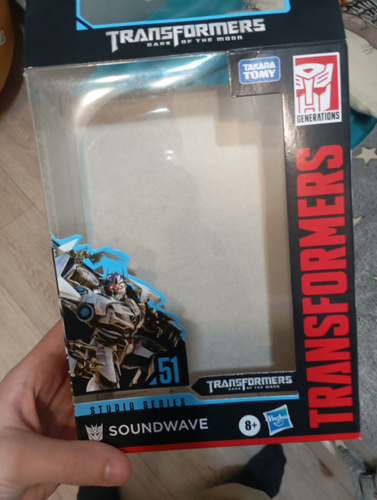 TRANSFORMERS
DARK OF THE MOON
TAKARA
TOMY
GENERATIONS
TRANSFORMERS
51
TRANSFORMERS
DARK OF THE MOON
STUDIO SERIES
SOUNDWAVE
8+
Hasbro